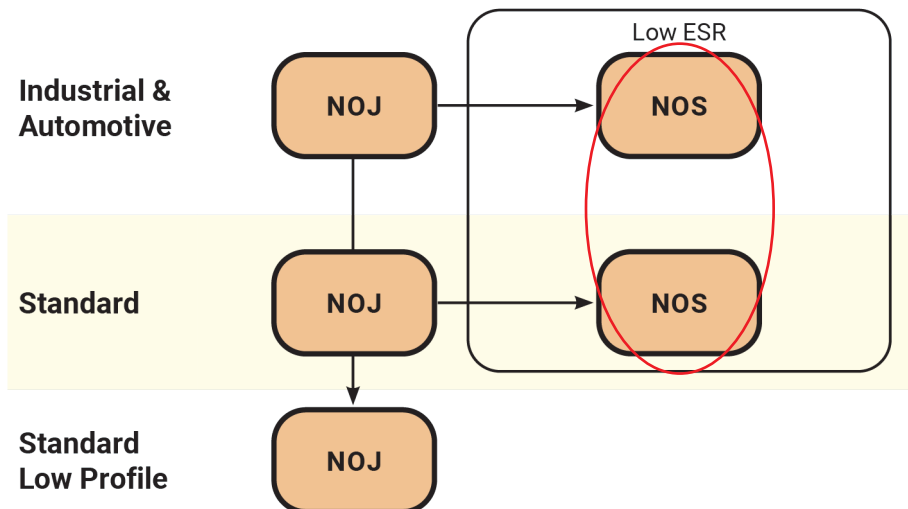 Low ESR
Industrial &
Automotive
NOJ
NOS
Standard
NOJ
NOS
Standard
Low Profile
NOJ